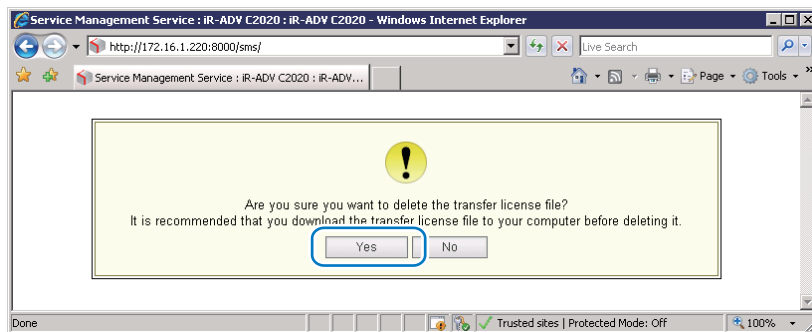 Service Management Service : iR-ADV C2020 : iR-ADV C2020 - Windows Internet Explorer
http://172.16.1.220:8000/sms/
Live Search
Service Management Service : iR-ADV C2020 : iR-ADV...
Page
Tools
Are you sure you want to delete the transfer license file?
It is recommended that you download the transfer license file to your computer before deleting it.
Yes
No
Done
Trusted sites | Protected Mode: Off
100%